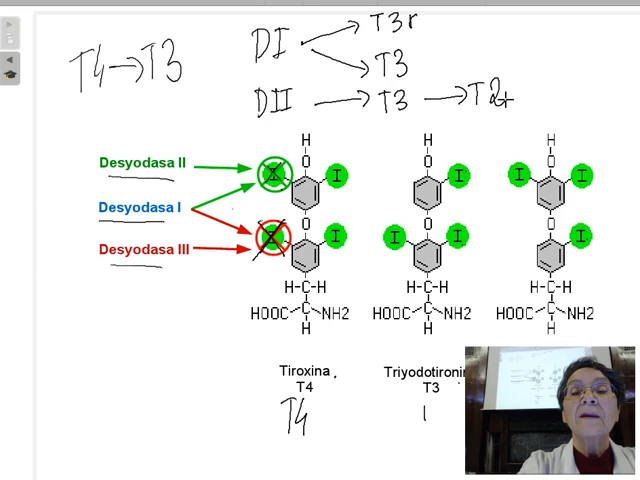 T4 → T3
DI → T3r
→ T3
DII → T3 → T2
Desyodasa II
Desyodasa I
Desyodasa III
H H H
O O O
I I I I I
O O O
I I I I I
H-C-H H-C-H H-C-H
HOOC-C-NH2 HOOC-C-NH2 HOOC-C-NH2
H H H
Tiroxina Triyodotironin
T4 T3
T4